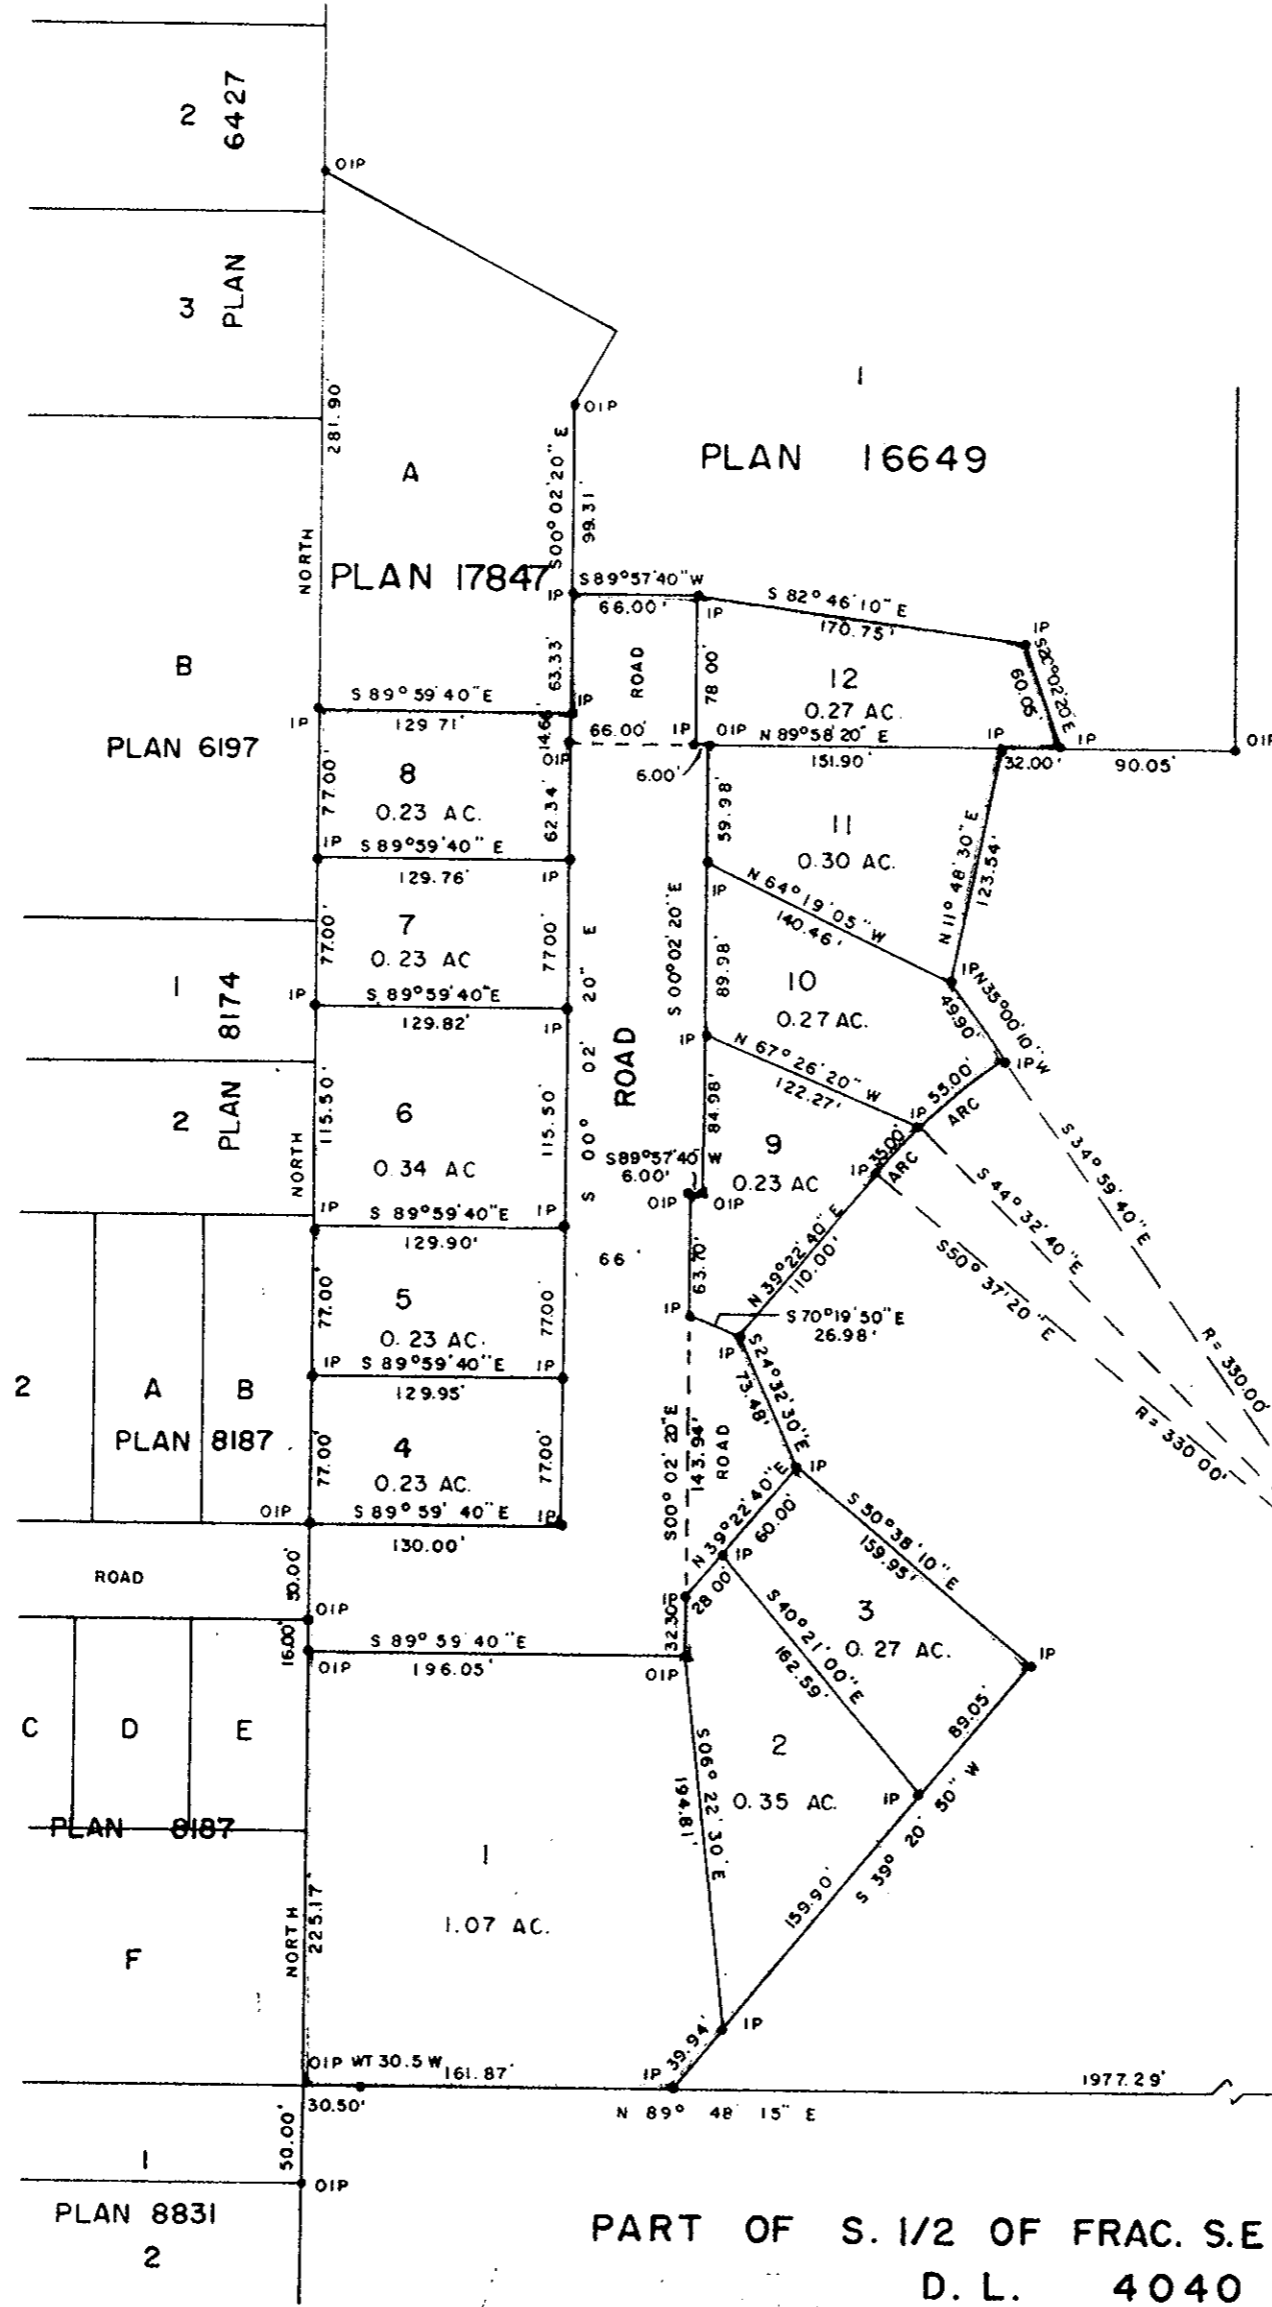 2
PLAN 6427
OIP
3
281.90'
NORTH
A
OIP
1
PLAN 16649
S00° 02' 20" E
99.31'
PLAN 17847
S 89° 57' 40" W
66.00'
IP
IP
S 82° 46' 10" E
170.75'
IP
S20°02'20"E
60.05'
B
PLAN 6197
63.33'
ROAD
78.00'
12
0.27 AC.
S 89° 59' 40" E
129.71'
IP
IP
14.66'
66.00'
IP
OIP
OIP
6.00'
N 89° 58' 20" E
151.90'
IP
32.00'
IP
90.05'
OIP
8
0.23 AC.
77.00'
62.34'
59.98'
11
0.30 AC.
N 11° 48' 30" E
123.54'
IP
S 89° 59' 40" E
129.76'
IP
IP
N 64° 19' 05" W
140.46'
7
0.23 AC
77.00'
77.00'
S 00° 02' 20" E
89.98'
10
0.27 AC.
IP
N35°00'10" W
49.90'
IP
1
2
PLAN 8174
IP
S 89° 59' 40" E
129.82'
IP
S 00° 02' 20" E
ROAD
IP
N 67° 26' 20" W
122.27'
IP
55.00'
ARC
6
0.34 AC
115.50'
NORTH
115.50'
84.98'
9
0.23 AC
35.00'
ARC
IP
S 34° 59' 40" E
S 44° 32' 40" E
S50° 37' 20" E
R= 330.00'
R= 330.00'
S89°57'40" W
6.00'
OIP
OIP
IP
S 89° 59' 40" E
129.90'
IP
66'
63.70'
N 39° 22' 40" E
110.00'
5
0.23 AC.
77.00'
77.00'
IP
S 70° 19' 50" E
26.98'
IP
S 24° 32' 30" E
73.48'
2
A
B
PLAN 8187
IP
S 89° 59' 40" E
129.95'
IP
4
0.23 AC.
77.00'
77.00'
S00° 02' 20" E
143.94'
ROAD
IP
OIP
S 89° 59' 40" E
130.00'
IP
N 39° 22' 40" E
60.00'
IP
28.00'
S 50° 38' 10" E
159.95'
ROAD
OIP
16.00'
IP
32.30
3
0.27 AC.
S 40° 21' 00" E
162.59'
IP
OIP
S 89° 59' 40" E
196.05'
OIP
89.05'
C
D
E
PLAN 8187
S06° 22' 30" E
194.81'
2
0.35 AC.
IP
S 39° 20' 50" W
159.90'
1
1.07 AC.
NORTH
225.17'
F
IP
39.94'
IP
OIP WT 30.5 W
161.87'
1977.29'
30.50'
N 89° 48' 15" E
50.00'
1
OIP
PLAN 8831
2
PART OF S. 1/2 OF FRAC. S.E
D. L. 4040